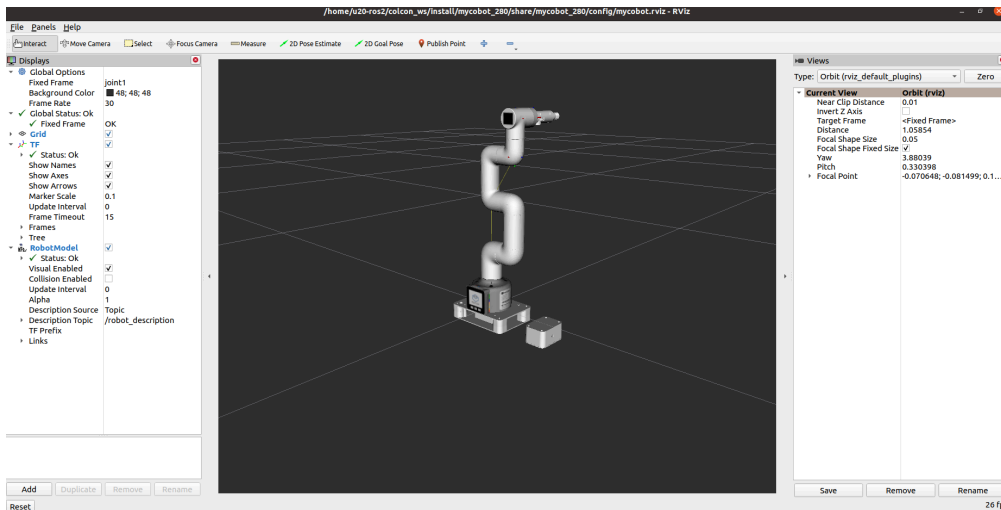 /home/u20-ros2/colcon_ws/install/mycobot_280/share/mycobot_280/config/mycobot.rviz - RViz
File Panels Help
Interact Move Camera Select Focus Camera Measure 2D Pose Estimate 2D Goal Pose Publish Point
Displays
Global Options
Fixed Frame joint1
Background Color 48; 48; 48
Frame Rate 30
Global Status: Ok
Fixed Frame OK
Grid
TF
Status: Ok
Show Names
Show Axes
Show Arrows
Marker Scale 0.1
Update Interval 0
Frame Timeout 15
Frames
Tree
RobotModel
Status: Ok
Visual Enabled
Collision Enabled
Update Interval 0
Alpha 1
Description Source Topic
Description Topic /robot_description
TF Prefix
Links
Add Duplicate Remove Rename
Reset
Views
Type: Orbit (rviz_default_plugins) Zero
Current View Orbit (rviz)
Near Clip Distance 0.01
Invert Z Axis
Target Frame <Fixed Frame>
Distance 1.05854
Focal Shape Size 0.05
Focal Shape Fixed Size
Yaw 3.88039
Pitch 0.330398
Focal Point -0.070648; -0.081499; 0.1...
Save Remove Rename
26 fp